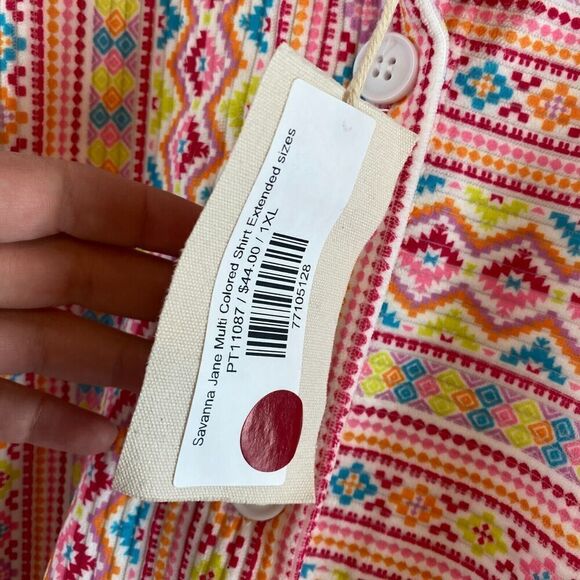 Savanna Jane Multi Colored Shirt Extended sizes
PT11087 / $44.00 / 1XL
77105128